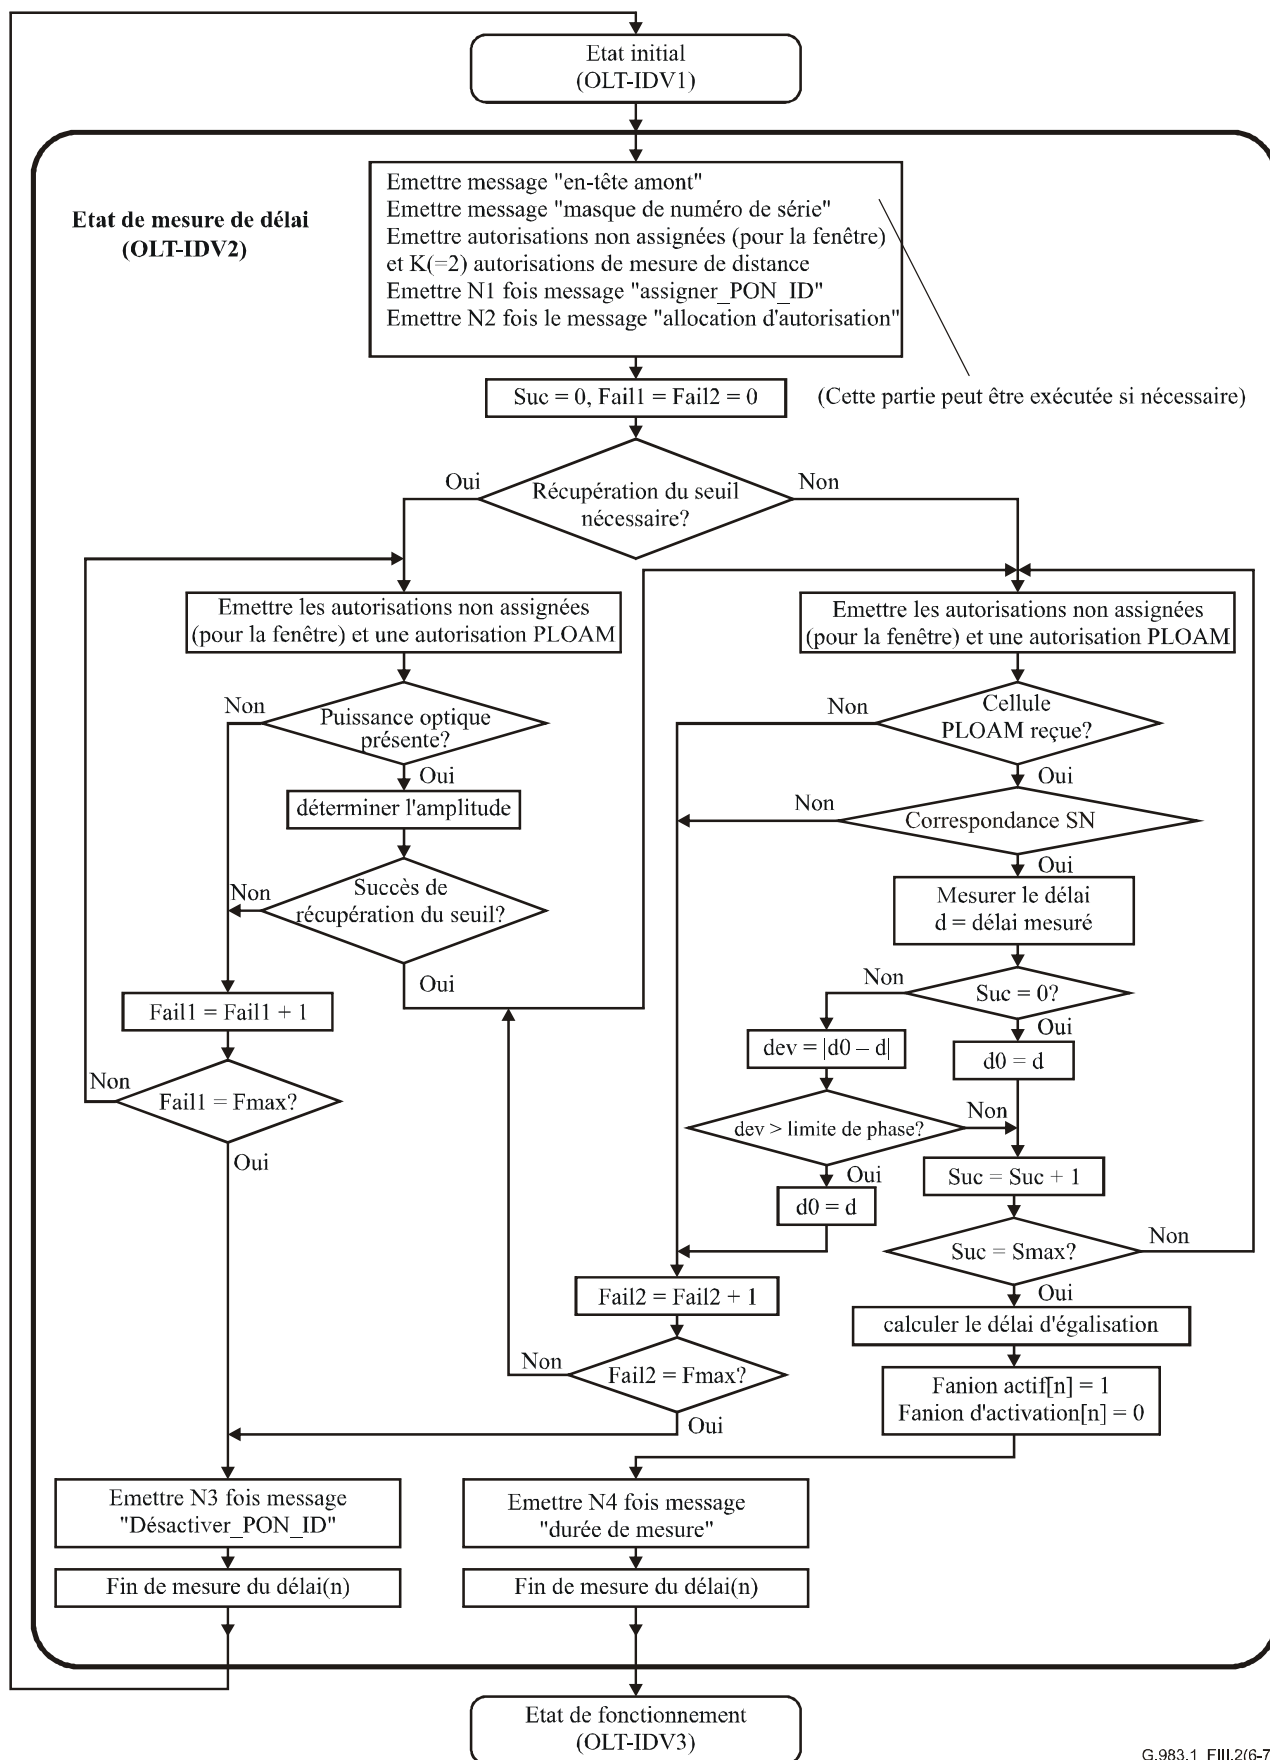 Etat initial
(OLT-IDV1)
Etat de mesure de délai
(OLT-IDV2)
Emettre message "en-tête amont"
Emettre message "masque de numéro de série"
Emettre autorisations non assignées (pour la fenêtre)
et K(=2) autorisations de mesure de distance
Emettre N1 fois message "assigner_PON_ID"
Emettre N2 fois le message "allocation d'autorisation"
(Cette partie peut être exécutée si nécessaire)
Suc = 0, Fail1 = Fail2 = 0
Récupération du seuil
nécessaire?
Oui
Non
Emettre les autorisations non assignées
(pour la fenêtre) et une autorisation PLOAM
Non
Puissance optique
présente?
Oui
déterminer l'amplitude
Non
Succès de
récupération du seuil?
Oui
Fail1 = Fail1 + 1
Non
Fail1 = Fmax?
Oui
Emettre les autorisations non assignées
(pour la fenêtre) et une autorisation PLOAM
Non
Cellule
PLOAM reçue?
Oui
Non
Correspondance SN
Oui
Mesurer le délai
d = délai mesuré
Non
Suc = 0?
Oui
dev = |d0 – d|
d0 = d
Non
dev > limite de phase?
Oui
d0 = d
Suc = Suc + 1
Suc = Smax?
Non
Oui
Fail2 = Fail2 + 1
Non
Fail2 = Fmax?
Oui
calculer le délai d'égalisation
Fanion actif[n] = 1
Fanion d'activation[n] = 0
Emettre N3 fois message
"Désactiver_PON_ID"
Fin de mesure du délai(n)
Emettre N4 fois message
"durée de mesure"
Fin de mesure du délai(n)
Etat de fonctionnement
(OLT-IDV3)
G.983.1_FIII.2(6-7